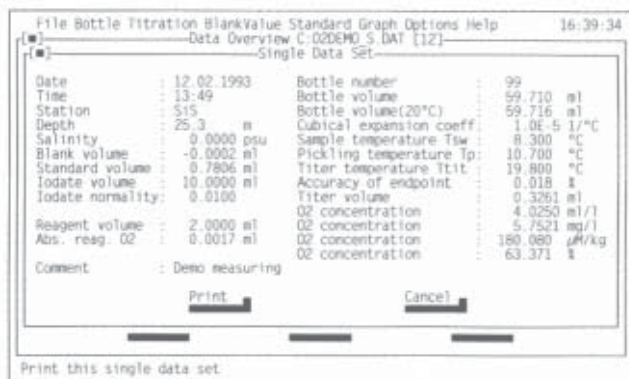 File Bottle Titration BlankValue Standard Graph Options Help 16:39:34
[■] Data Overview C:O2DEMO_S.DAT [12]
[■] Single Data Set
Date : 12.02.1993 Bottle number : 99
Time : 13:49 Bottle volume : 59.710 ml
Station : Si5 Bottle volume(20°C) : 59.716 ml
Depth : 25.3 m Cubical expansion coeff: 1.0E-5 1/°C
Salinity : 0.0000 psu Sample temperature Tsw : 8.300 °C
Blank volume : -0.0002 ml Pickling temperature Tp: 10.700 °C
Standard volume : 0.7806 ml Titer temperature Ttit : 19.800 °C
Iodate volume : 10.0000 ml Accuracy of endpoint : 0.018 %
Iodate normality: 0.0100 Titer volume : 0.3261 ml
O2 concentration : 4.0250 ml/l
Reagent volume : 2.0000 ml O2 concentration : 5.7521 mg/l
Abs. reag. O2 : 0.0017 ml O2 concentration : 180.080 µM/kg
O2 concentration : 63.371 %
Comment : Demo measuring
Print Cancel
Print this single data set